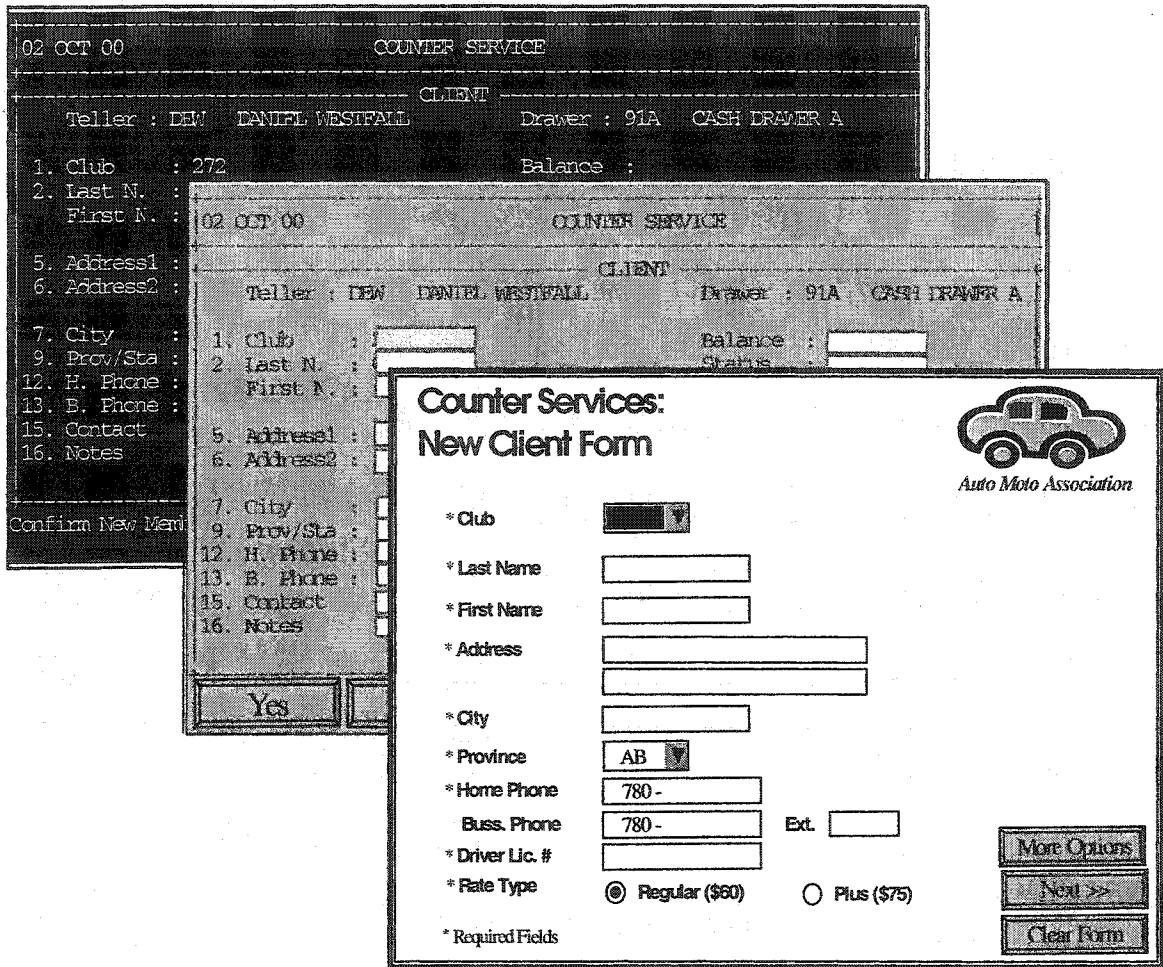 02 OCT 00 COUNTER SERVICE
CLIENT
Teller : DEW DANIEL WESTFALL Drawer : 91A CASH DRAWER A
1. Club : 272 Balance :
2. Last N. :
First N. :
5. Address1 :
6. Address2 :
7. City :
9. Prov/Sta :
12. H. Phone :
13. B. Phone :
15. Contact
16. Notes
Confirm New Mem
02 OCT 00 COUNTER SERVICE
CLIENT
Teller : DEW DANIEL WESTFALL Drawer : 91A CASH DRAWER A
1. Club : Balance :
2. Last N. : Status :
First N. :
5. Address1 :
6. Address2 :
7. City :
9. Prov/Sta :
12. H. Phone :
13. B. Phone :
15. Contact
16. Notes
Yes
Counter Services:
New Client Form
Auto Moto Association
* Club
* Last Name
* First Name
* Address
* City
* Province AB
* Home Phone 780 -
Buss. Phone 780 - Ext.
* Driver Lic. #
* Rate Type Regular ($60) Plus ($75)
* Required Fields
More Options
Next >>
Clear Form